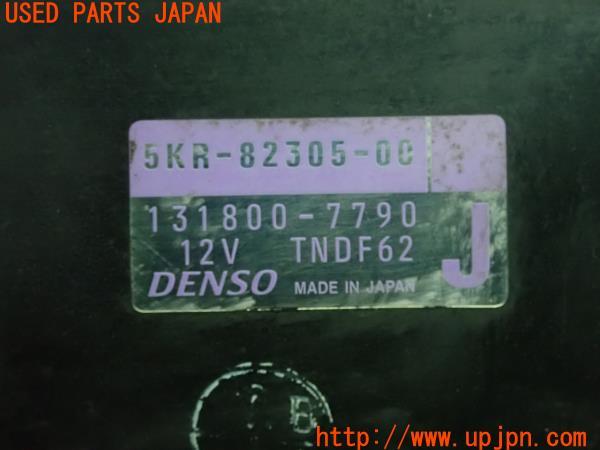 USED PARTS JAPAN
5KR-82305-00
131800-7790
12V TNDF62
J
DENSO MADE IN JAPAN
B
http://www.upjpn.com